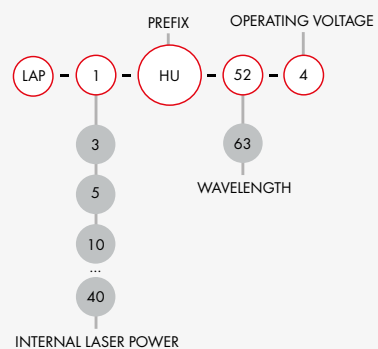 PREFIX
OPERATING VOLTAGE
LAP - 1 - HU - 52 - 4
3
63
5
WAVELENGTH
10
...
40
INTERNAL LASER POWER